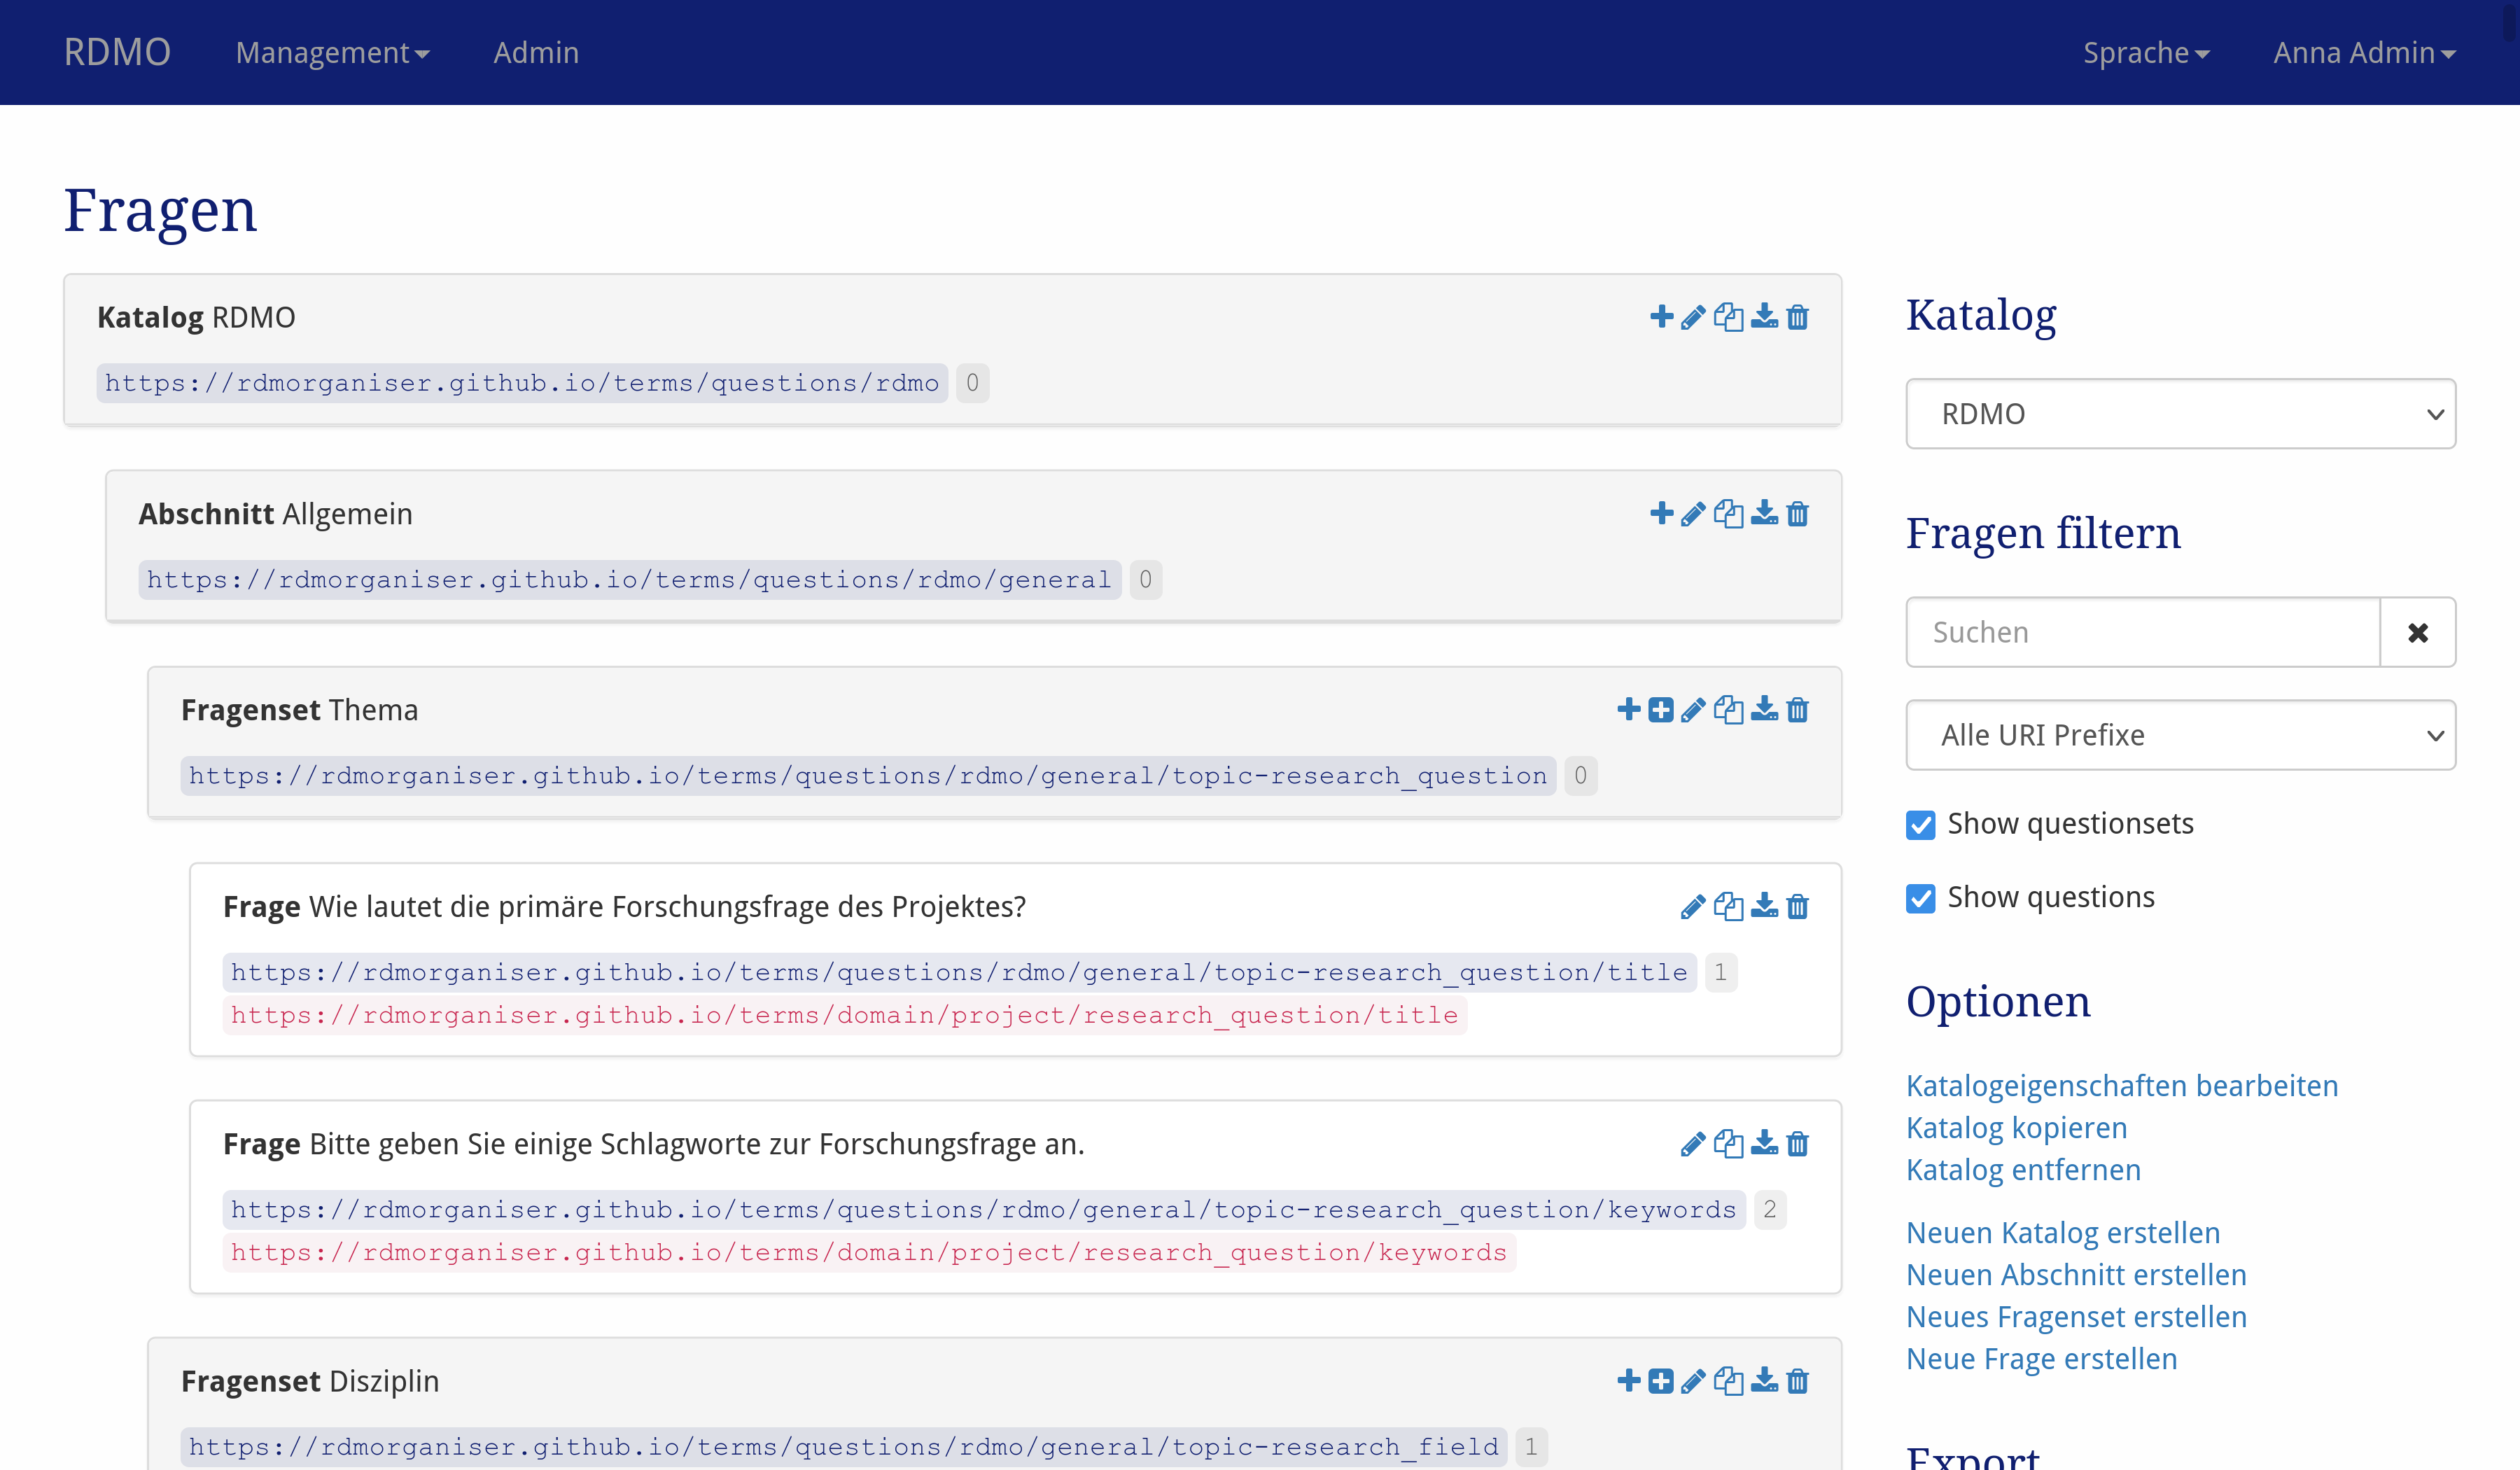 RDMO Management Admin Sprache Anna Admin
Fragen
Katalog RDMO
https://rdmorganiser.github.io/terms/questions/rdmo 0
Abschnitt Allgemein
https://rdmorganiser.github.io/terms/questions/rdmo/general 0
Fragenset Thema
https://rdmorganiser.github.io/terms/questions/rdmo/general/topic-research_question 0
Frage Wie lautet die primäre Forschungsfrage des Projektes?
https://rdmorganiser.github.io/terms/questions/rdmo/general/topic-research_question/title 1
https://rdmorganiser.github.io/terms/domain/project/research_question/title
Frage Bitte geben Sie einige Schlagworte zur Forschungsfrage an.
https://rdmorganiser.github.io/terms/questions/rdmo/general/topic-research_question/keywords 2
https://rdmorganiser.github.io/terms/domain/project/research_question/keywords
Fragenset Disziplin
https://rdmorganiser.github.io/terms/questions/rdmo/general/topic-research_field 1
Katalog
RDMO
Fragen filtern
Suchen
Alle URI Prefixe
Show questionsets
Show questions
Optionen
Katalogeigenschaften bearbeiten
Katalog kopieren
Katalog entfernen
Neuen Katalog erstellen
Neuen Abschnitt erstellen
Neues Fragenset erstellen
Neue Frage erstellen
Export